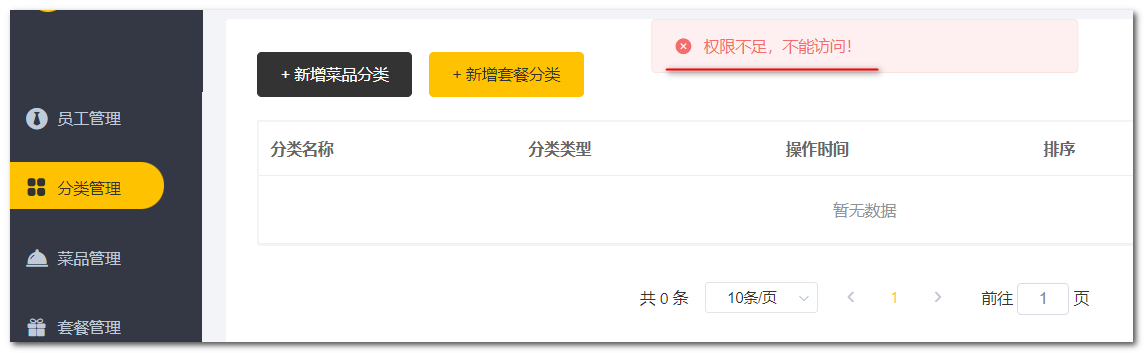 权限不足，不能访问！
+ 新增菜品分类
+ 新增套餐分类
员工管理
分类管理
菜品管理
套餐管理
分类名称 分类类型 操作时间 排序
暂无数据
共 0 条 10条/页 1 前往 1 页